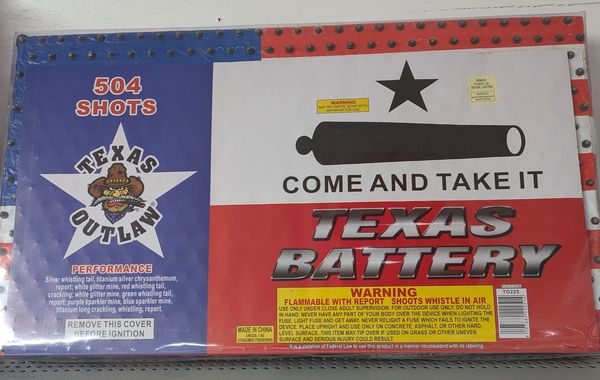 504
SHOTS
TEXAS
OUTLAW
PERFORMANCE
Silver whistling tail, titanium silver chrysanthemum,
report; white glitter mine, red whistling tail,
crackling; white glitter mine, green whistling tail,
report; purple sparkler mine, blue sparkler mine,
titanium long crackling, whistling, report.
REMOVE THIS COVER
BEFORE IGNITION
WARNING
COME AND TAKE IT
TEXAS
BATTERY
MADE IN CHINA
CONSUMER FIREWORKS
WARNING
FLAMMABLE WITH REPORT SHOOTS WHISTLE IN AIR
USE ONLY UNDER CLOSE ADULT SUPERVISION. FOR OUTDOOR USE ONLY. DO NOT HOLD
IN HAND. NEVER HAVE ANY PART OF YOUR BODY OVER THE DEVICE WHEN LIGHTING THE
FUSE. LIGHT FUSE AND GET AWAY. NEVER RELIGHT A FUSE WHICH FAILS TO IGNITE THE
DEVICE. PLACE UPRIGHT AND USE ONLY ON CONCRETE, ASPHALT, OR OTHER HARD,
LEVEL SURFACE. THIS ITEM MAY TIP OVER IF USED ON GRASS OR OTHER UNEVEN
SURFACE AND SERIOUS INJURY COULD RESULT.
It is a violation of Federal Law to use this product in a manner inconsistent with its labeling
TO225